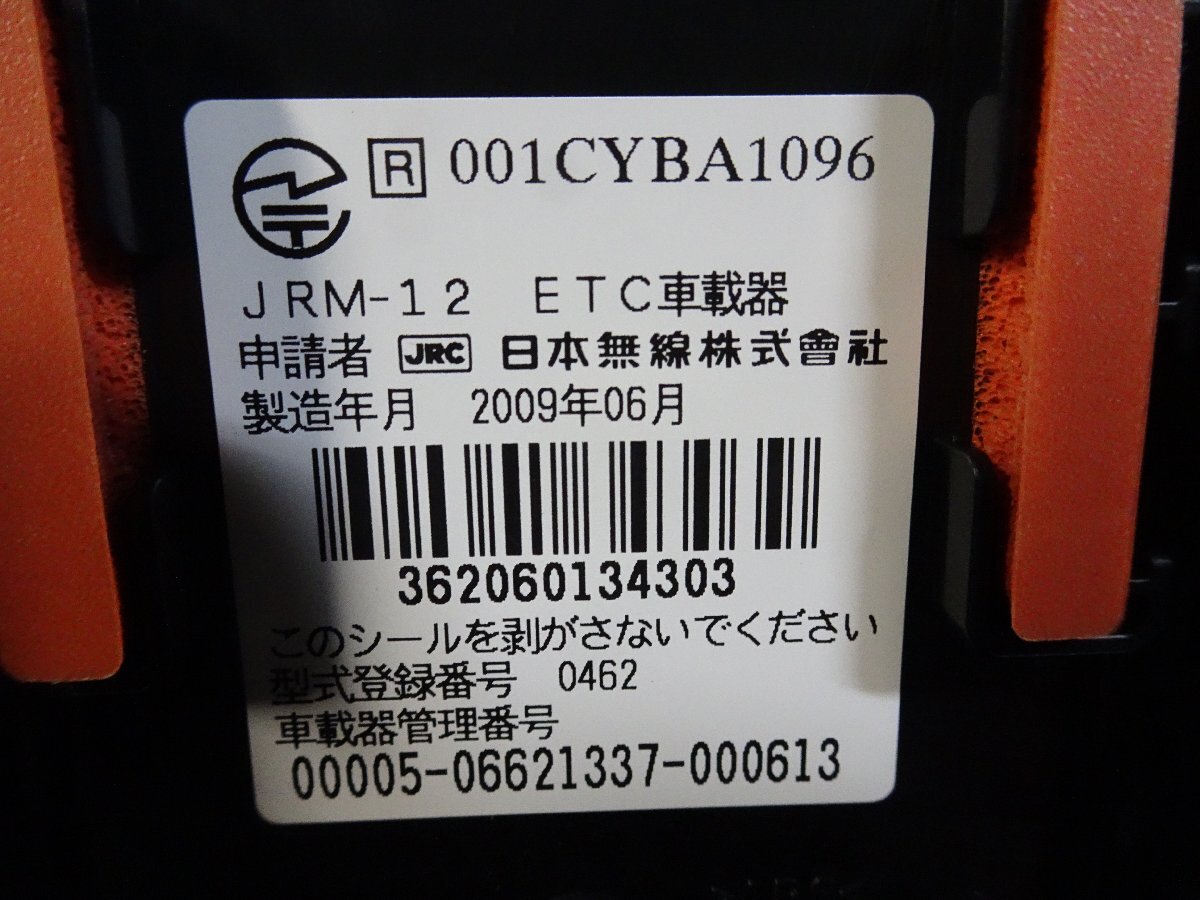 R 001CYBA1096
JRM-12 ETC車載器
申請者 JRC 日本無線株式會社
製造年月 2009年06月
362060134303
このシールを剥がさないでください
型式登録番号 0462
車載器管理番号
00005-06621337-000613